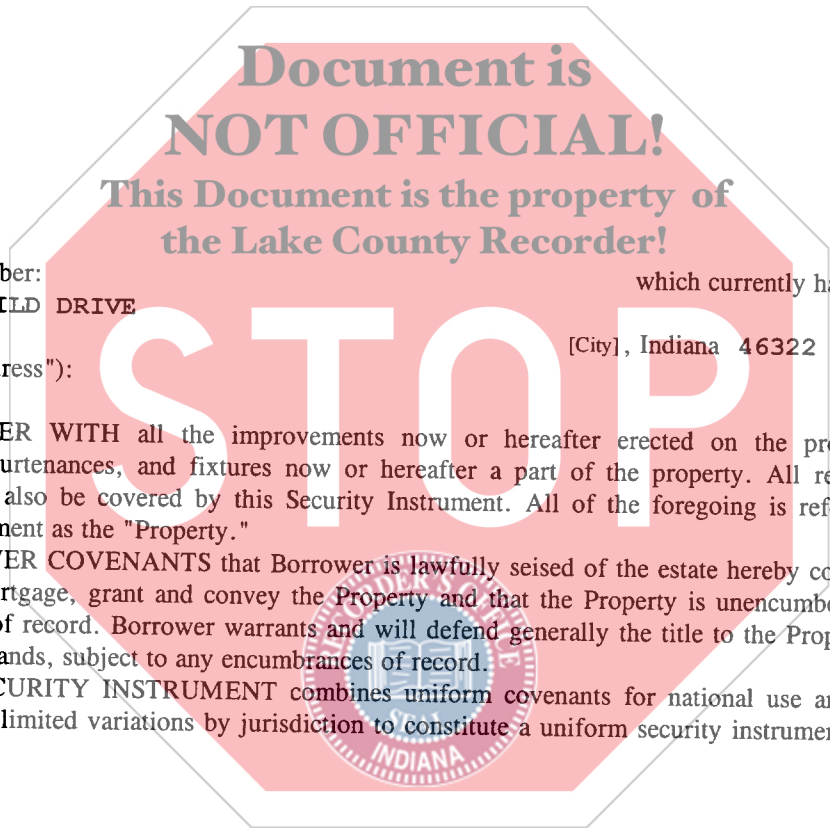 Document is
NOT OFFICIAL!
This Document is the property of
the Lake County Recorder!
ber:
which currently ha
ILD DRIVE
[City], Indiana 46322
ress"):
STOP
ER WITH all the improvements now or hereafter erected on the pro
urtenances, and fixtures now or hereafter a part of the property. All re
also be covered by this Security Instrument. All of the foregoing is ref
ment as the "Property."
ER COVENANTS that Borrower is lawfully seised of the estate hereby co
rtgage, grant and convey the Property and that the Property is unencumbe
of record. Borrower warrants and will defend generally the title to the Prop
ands, subject to any encumbrances of record.
CURITY INSTRUMENT combines uniform covenants for national use an
limited variations by jurisdiction to constitute a uniform security instrumen
RECORDER'S OFFICE
SEAL
INDIANA